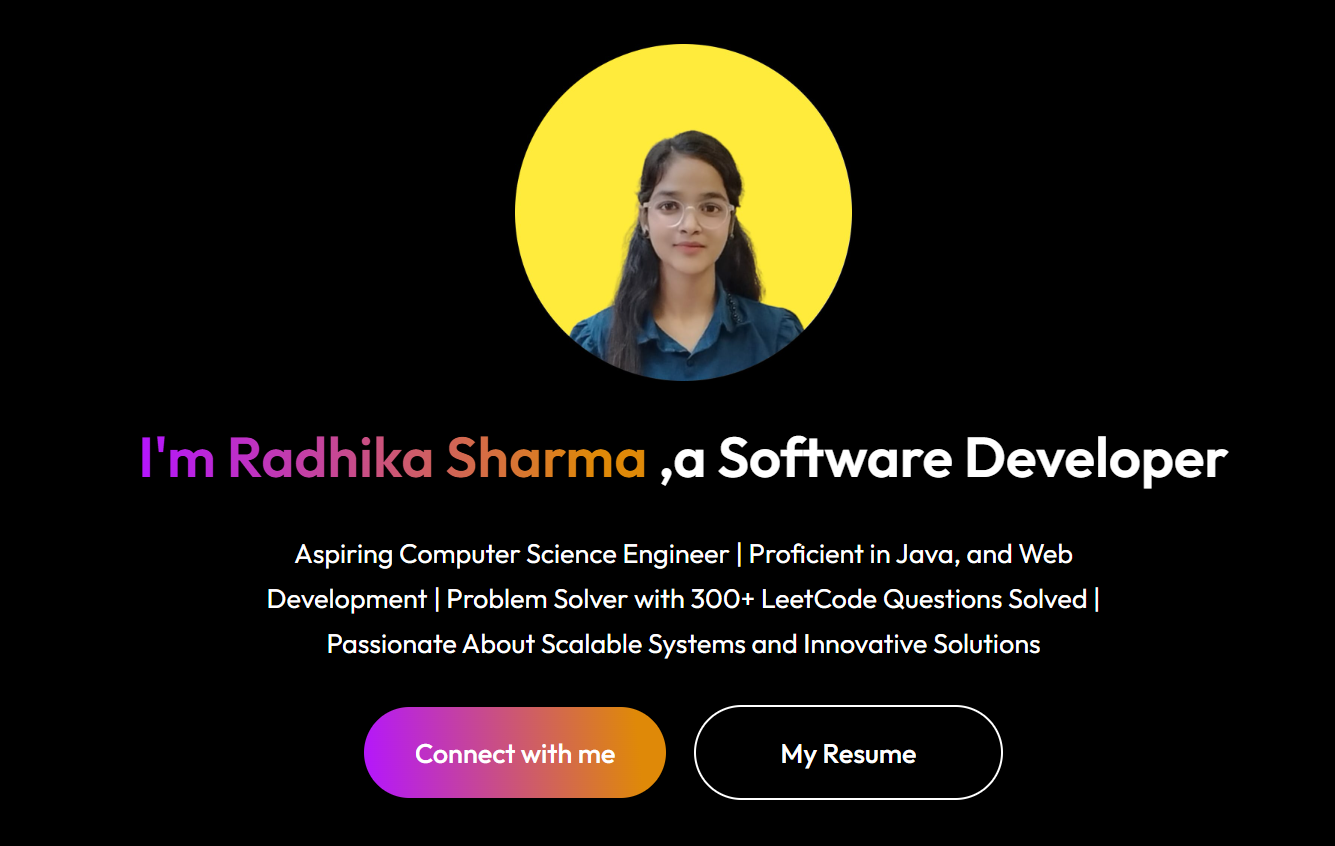 I'm Radhika Sharma ,a Software Developer
Aspiring Computer Science Engineer | Proficient in Java, and Web
Development | Problem Solver with 300+ LeetCode Questions Solved |
Passionate About Scalable Systems and Innovative Solutions
Connect with me
My Resume